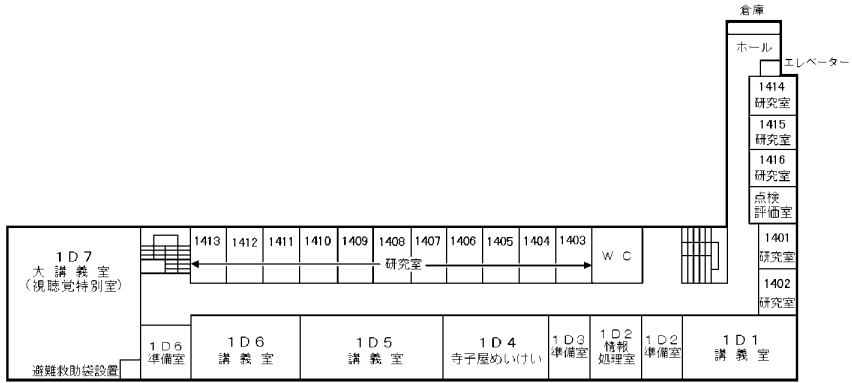 倉庫
ホール
エレベーター
1414
研究室
1415
研究室
1416
研究室
点検
評価室
1401
研究室
1402
研究室
1D7
大講義室
(視聴覚特別室)
避難救助袋設置
1413 1412 1411 1410 1409 1408 1407 1406 1405 1404 1403
研究室
WC
1D6
準備室
1D6
講義室
1D5
講義室
1D4
寺子屋めいけい
1D3
準備室
1D2
情報
処理室
1D2
準備室
1D1
講義室